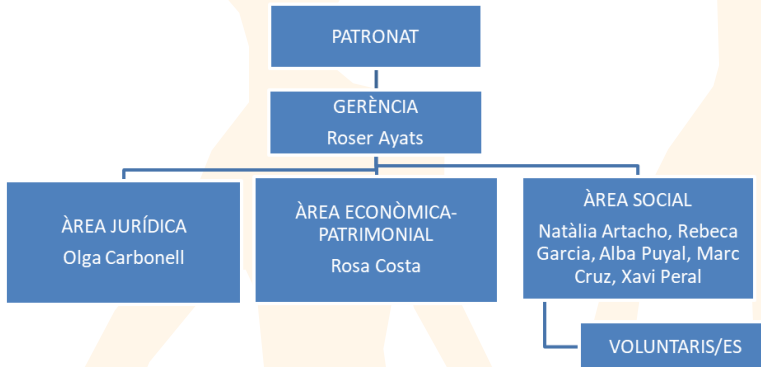 PATRONAT
GERÈNCIA
Roser Ayats
ÀREA JURÍDICA
Olga Carbonell
ÀREA ECONÒMICA-
PATRIMONIAL
Rosa Costa
ÀREA SOCIAL
Natàlia Artacho, Rebeca
Garcia, Alba Puyal, Marc
Cruz, Xavi Peral
VOLUNTARIS/ES